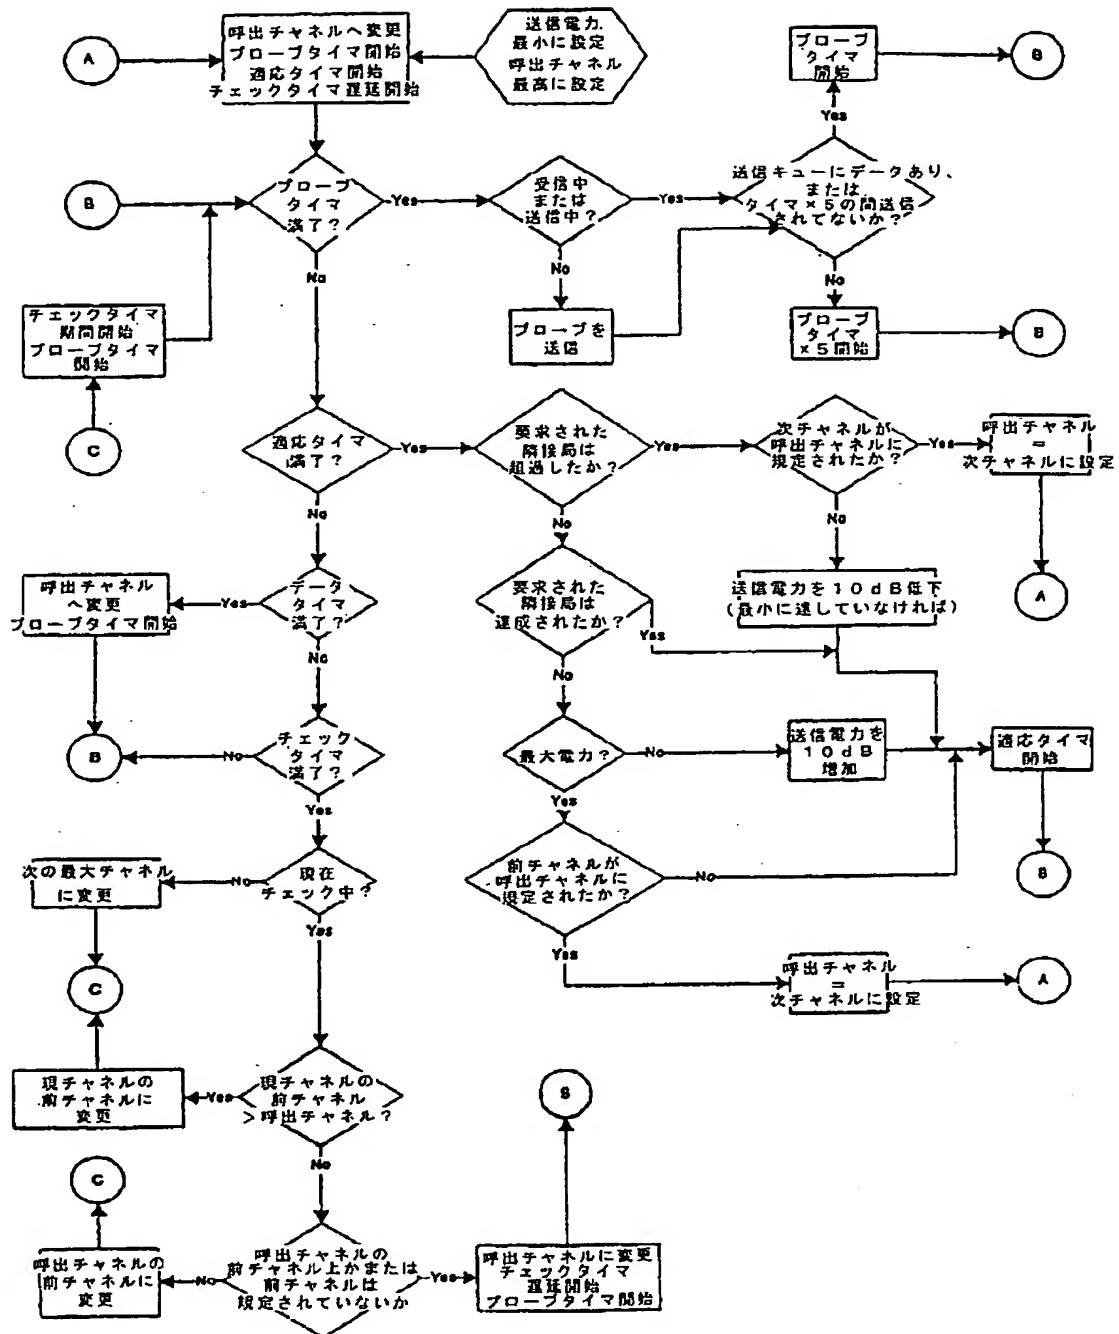 A
呼出チャネルへ変更
プローブタイマ開始
適応タイマ開始
チェックタイマ遅延開始
送信電力
最小に設定
呼出チャネル
最高に設定
プローブ
タイマ
開始
B
Yes
B
プローブ
タイマ
満了?
Yes
受信中
または
送信中?
Yes
送信キューにデータあり、
または、
タイマ×5の間送信
されてないか?
No
No
No
チェックタイマ
期間開始
プローブタイマ
開始
プローブを
送信
プローブ
タイマ
×5開始
B
C
適応タイマ
満了?
Yes
要求された
隣接局は
超過したか?
Yes
次チャネルが
呼出チャネルに
規定されたか?
Yes
呼出チャネル
=
次チャネルに設定
No
No
No
呼出チャネル
へ変更
プローブタイマ開始
Yes
データ
タイマ
満了?
要求された
隣接局は
達成されたか?
Yes
送信電力を10dB低下
(最小に達していなければ)
A
No
No
B
No
チェック
タイマ
満了?
最大電力?
No
送信電力を
10dB
増加
適応タイマ
開始
Yes
Yes
次の最大チャネル
に変更
No
現在
チェック中?
前チャネルが
呼出チャネルに
規定されたか?
No
B
Yes
Yes
C
呼出チャネル
=
次チャネルに設定
A
現チャネルの
前チャネルに
変更
Yes
現チャネルの
前チャネル
>呼出チャネル?
No
C
呼出チャネルの
前チャネルに
変更
No
呼出チャネルの
前チャネル上かまたは
前チャネルは
規定されていないか
Yes
呼出チャネルに変更
チェックタイマ
遅延開始
プローブタイマ開始